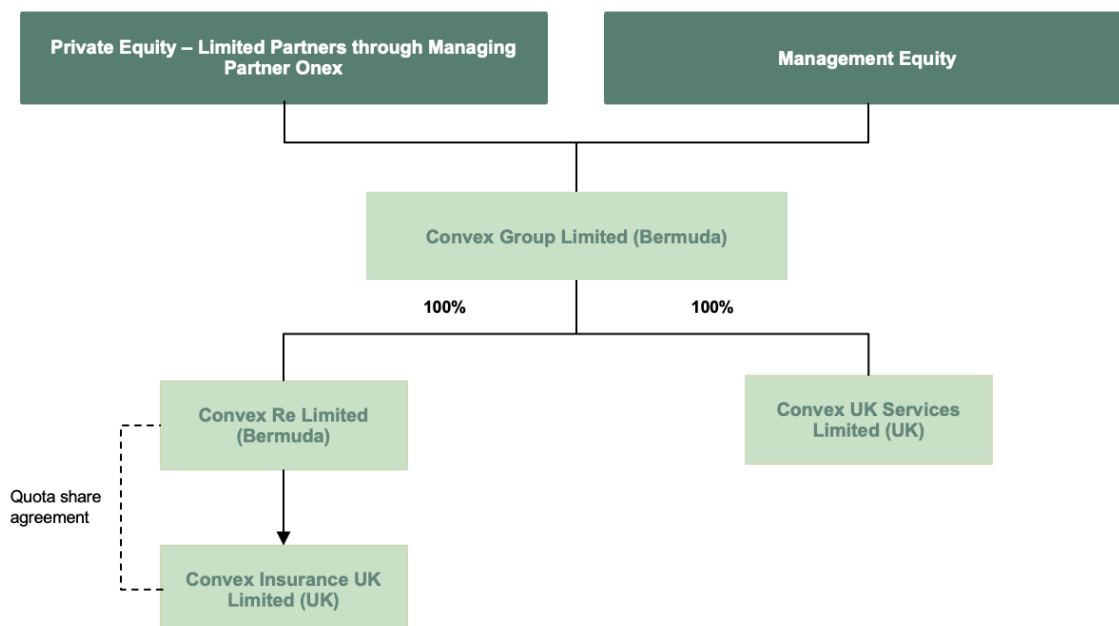 Private Equity – Limited Partners through Managing
Partner Onex
Management Equity
Convex Group Limited (Bermuda)
100%
100%
Convex Re Limited
(Bermuda)
Convex UK Services
Limited (UK)
Quota share
agreement
Convex Insurance UK
Limited (UK)